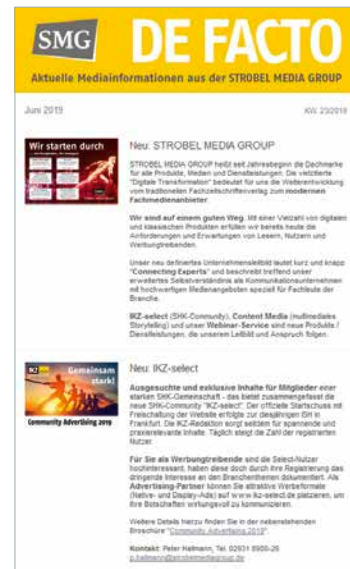 SMG
DE FACTO
Aktuelle Mediainformationen aus der STROBEL MEDIA GROUP
Juni 2019
KW: 23/2019
Wir starten durch
Neu: STROBEL MEDIA GROUP
STROBEL MEDIA GROUP heißt seit Jahresbeginn die Dachmarke
für alle Produkte, Medien und Dienstleistungen. Die vielzitierte
"Digitale Transformation" bedeutet für uns die Weiterentwicklung
vom traditionellen Fachzeitschriftenverlag zum modernen
Fachmedienanbieter.
Wir sind auf einem guten Weg. Mit einer Vielzahl von digitalen
und klassischen Produkten erfüllen wir bereits heute die
Anforderungen und Erwartungen von Lesern, Nutzern und
Werbungtreibenden.
Unser neu definiertes Unternehmensleitbild lautet kurz und knapp
"Connecting Experts" und beschreibt treffend unser
erweitertes Selbstverständnis als Kommunikationsunternehmen
mit hochwertigen Medienangeboten speziell für Fachleute der
Branche.
IKZ-select (SHK-Community), Content Media (multimediales
Storytelling) und unser Webinar-Service sind neue Produkte /
Dienstleistungen, die unserem Leitbild und Anspruch folgen.
IKZ
Gemeinsam
stark!
Community Advertising 2019
Neu: IKZ-select
Ausgesuchte und exklusive Inhalte für Mitglieder einer
starken SHK-Gemeinschaft - das bietet zusammengefasst die
neue SHK-Community "IKZ-select". Der offizielle Startschuss mit
Freischaltung der Website erfolgte zur diesjährigen ISH in
Frankfurt. Die IKZ-Redaktion sorgt seitdem für spannende und
praxisrelevante Inhalte. Täglich steigt die Zahl der registrierten
Nutzer.
Für Sie als Werbungtreibende sind die Select-Nutzer
hochinteressant, haben diese doch durch ihre Registrierung das
dringende Interesse an den Branchenthemen dokumentiert. Als
Advertising-Partner können Sie attraktive Werbeformate
(Native- und Display-Ads) auf www.ikz-select.de platzieren, um
ihre Botschaften wirkungsvoll zu kommunizieren.
Weitere Details hierzu finden Sie in der nebenstehenden
Broschüre "Community Advertising 2019".
Kontakt: Peter Hallmann, Tel. 02931 8900-26
p.hallmann@strobelmediagroup.de